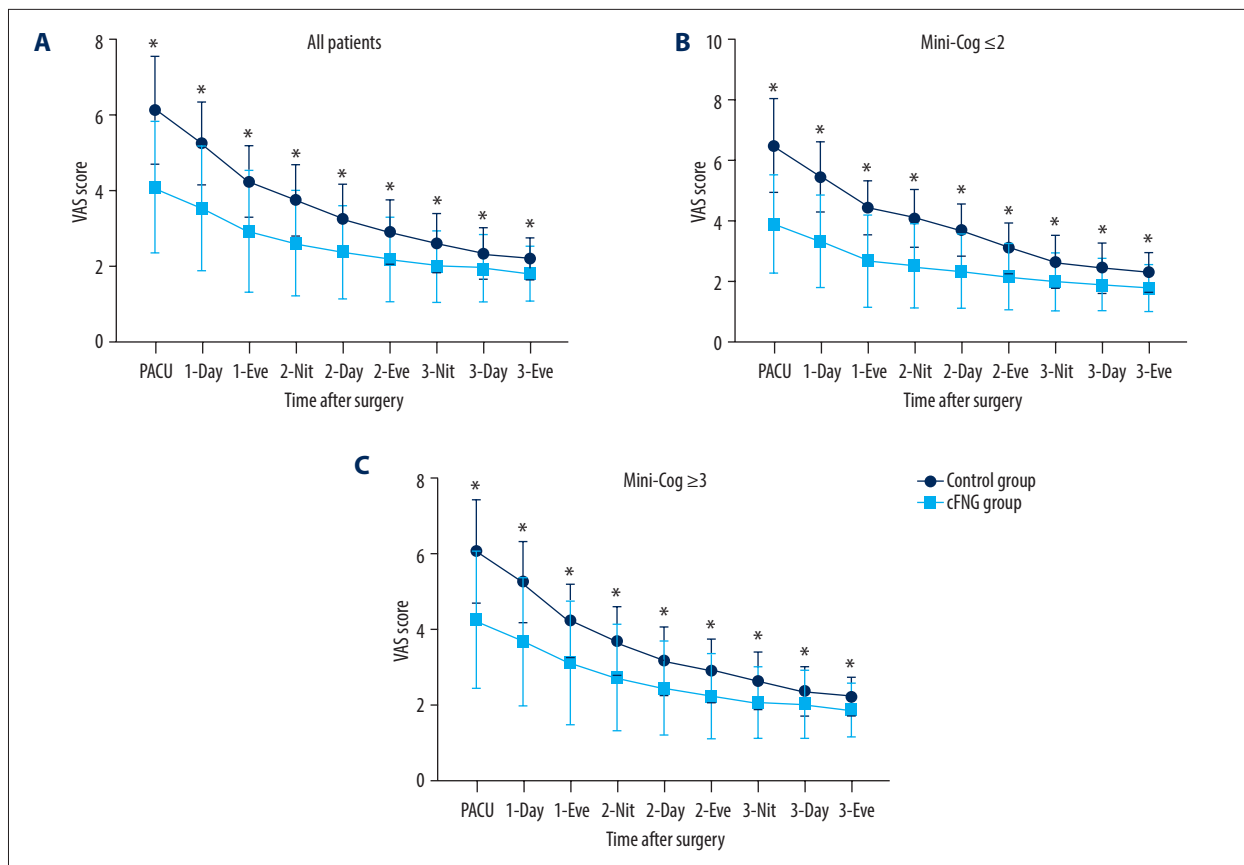 A
All patients
8
6
4
2
0
VAS score
* * * * * * * * *
PACU 1-Day 1-Eve 2-Nit 2-Day 2-Eve 3-Nit 3-Day 3-Eve
Time after surgery
B
Mini-Cog ≤2
10
8
6
4
2
0
VAS score
* * * * * * * * *
PACU 1-Day 1-Eve 2-Nit 2-Day 2-Eve 3-Nit 3-Day 3-Eve
Time after surgery
C
Mini-Cog ≥3
8
6
4
2
0
VAS score
* * * * * * * * *
PACU 1-Day 1-Eve 2-Nit 2-Day 2-Eve 3-Nit 3-Day 3-Eve
Time after surgery
Control group
cFNG group